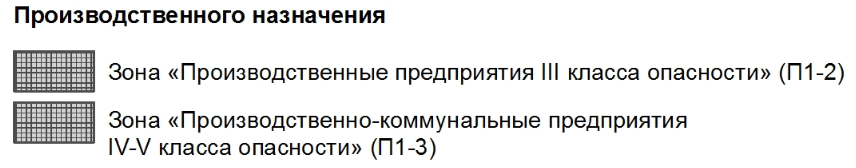 Производственного назначения
Зона «Производственные предприятия III класса опасности» (П1-2)
Зона «Производственно-коммунальные предприятия
IV-V класса опасности» (П1-3)